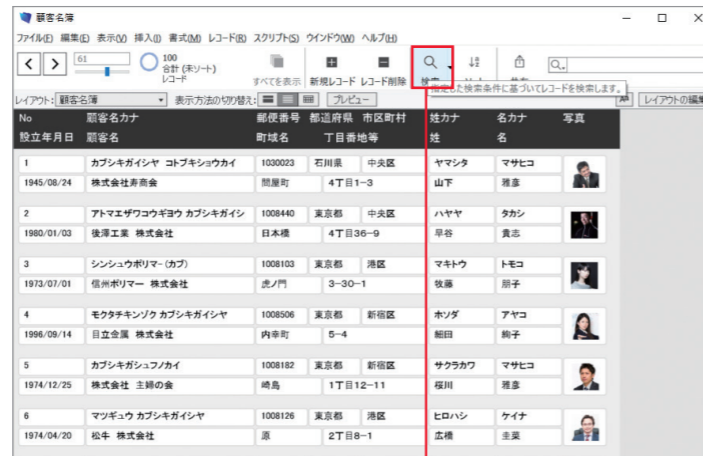 顧客名簿
ファイル(F) 編集(E) 表示(V) 挿入(I) 書式(M) レコード(R) スクリプト(S) ウインドウ(W) ヘルプ(H)
61 100
合計 (未ソート)
レコード すべてを表示 新規レコード レコード削除
指定した検索条件に基づいてレコードを検索します。
レイアウト: 顧客名簿 表示方法の切り替え: プレビュー レイアウトの編集
No 顧客名カナ 郵便番号 都道府県 市区町村 姓カナ 名カナ 写真
設立年月日 顧客名 町域名 丁目番地等 姓 名
1 カブシキガイシヤ コトブキショウカイ 1030023 石川県 中央区 ヤマシタ マサヒコ
1945/08/24 株式会社寿商会 問屋町 4丁目1-3 山下 雅彦
2 アトマエザワコウギヨウ カブシキガイシ 1008440 東京都 中央区 ハヤヤ タカシ
1980/01/03 後澤工業 株式会社 日本橋 4丁目36-9 早谷 貴志
3 シンシュウポリマ-(カブ) 1008103 東京都 港区 マキトウ トモコ
1973/07/01 信州ポリマー 株式会社 虎ノ門 3-30-1 牧藤 朋子
4 モクタチキンゾク カブシキガイシヤ 1008506 東京都 新宿区 ホソダ アヤコ
1996/09/14 目立金属 株式会社 内幸町 5-4 細田 絢子
5 カブシキガシュフノカイ 1008182 東京都 新宿区 サクラカワ マサヒコ
1974/12/25 株式会社 主婦の会 崎島 1丁目12-11 桜川 雅彦
6 マツギュウ カブシキガイシヤ 1008126 東京都 港区 ヒロハシ ケイナ
1974/04/20 松牛 株式会社 原 2丁目8-1 広橋 圭菜